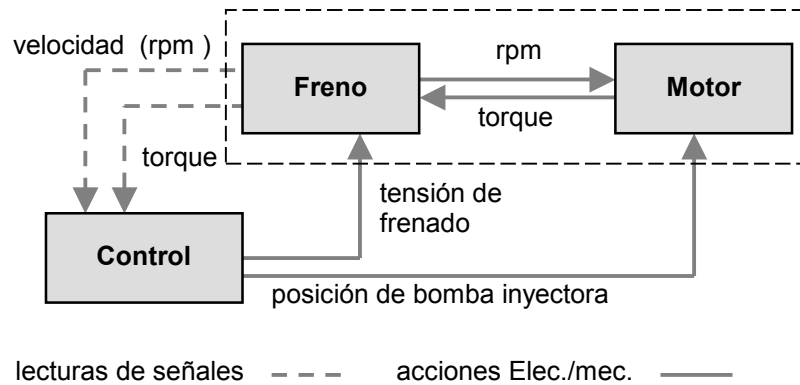 velocidad (rpm )
Freno
rpm
torque
Motor
torque
Control
tensión de
frenado
posición de bomba inyectora
lecturas de señales
acciones Elec./mec.